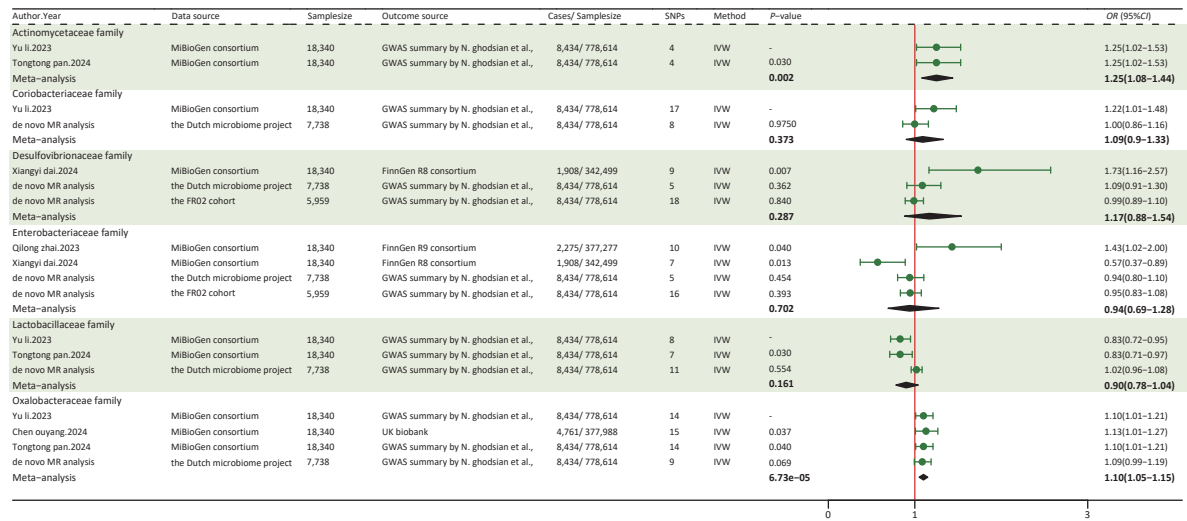 Author.Year Data source Samplesize Outcome source Cases/ Samplesize SNPs Method P−value OR (95%CI)
Actinomycetaceae family
Yu li.2023 MiBioGen consortium 18,340 GWAS summary by N. ghodsian et al., 8,434/ 778,614 4 IVW - 1.25(1.02−1.53)
Tongtong pan.2024 MiBioGen consortium 18,340 GWAS summary by N. ghodsian et al., 8,434/ 778,614 4 IVW 0.030 1.25(1.02−1.53)
Meta−analysis 0.002 1.25(1.08−1.44)
Coriobacteriaceae family
Yu li.2023 MiBioGen consortium 18,340 GWAS summary by N. ghodsian et al., 8,434/ 778,614 17 IVW - 1.22(1.01−1.48)
de novo MR analysis the Dutch microbiome project 7,738 GWAS summary by N. ghodsian et al., 8,434/ 778,614 8 IVW 0.9750 1.00(0.86−1.16)
Meta−analysis 0.373 1.09(0.9−1.33)
Desulfovibrionaceae family
Xiangyi dai.2024 MiBioGen consortium 18,340 FinnGen R8 consortium 1,908/ 342,499 9 IVW 0.007 1.73(1.16−2.57)
de novo MR analysis the Dutch microbiome project 7,738 GWAS summary by N. ghodsian et al., 8,434/ 778,614 5 IVW 0.362 1.09(0.91−1.30)
de novo MR analysis the FR02 cohort 5,959 GWAS summary by N. ghodsian et al., 8,434/ 778,614 18 IVW 0.840 0.99(0.89−1.10)
Meta−analysis 0.287 1.17(0.88−1.54)
Enterobacteriaceae family
Qilong zhai.2023 MiBioGen consortium 18,340 FinnGen R9 consortium 2,275/ 377,277 10 IVW 0.040 1.43(1.02−2.00)
Xiangyi dai.2024 MiBioGen consortium 18,340 FinnGen R8 consortium 1,908/ 342,499 7 IVW 0.013 0.57(0.37−0.89)
de novo MR analysis the Dutch microbiome project 7,738 GWAS summary by N. ghodsian et al., 8,434/ 778,614 5 IVW 0.454 0.94(0.80−1.10)
de novo MR analysis the FR02 cohort 5,959 GWAS summary by N. ghodsian et al., 8,434/ 778,614 16 IVW 0.393 0.95(0.83−1.08)
Meta−analysis 0.702 0.94(0.69−1.28)
Lactobacillaceae family
Yu li.2023 MiBioGen consortium 18,340 GWAS summary by N. ghodsian et al., 8,434/ 778,614 8 IVW - 0.83(0.72−0.95)
Tongtong pan.2024 MiBioGen consortium 18,340 GWAS summary by N. ghodsian et al., 8,434/ 778,614 7 IVW 0.030 0.83(0.71−0.97)
de novo MR analysis the Dutch microbiome project 7,738 GWAS summary by N. ghodsian et al., 8,434/ 778,614 11 IVW 0.554 1.02(0.96−1.08)
Meta−analysis 0.161 0.90(0.78−1.04)
Oxalobacteraceae family
Yu li.2023 MiBioGen consortium 18,340 GWAS summary by N. ghodsian et al., 8,434/ 778,614 14 IVW - 1.10(1.01−1.21)
Chen ouyang.2024 MiBioGen consortium 18,340 UK biobank 4,761/ 377,988 15 IVW 0.037 1.13(1.01−1.27)
Tongtong pan.2024 MiBioGen consortium 18,340 GWAS summary by N. ghodsian et al., 8,434/ 778,614 14 IVW 0.040 1.10(1.01−1.21)
de novo MR analysis the Dutch microbiome project 7,738 GWAS summary by N. ghodsian et al., 8,434/ 778,614 9 IVW 0.069 1.09(0.99−1.19)
Meta−analysis 6.73e−05 1.10(1.05−1.15)
0 1 3